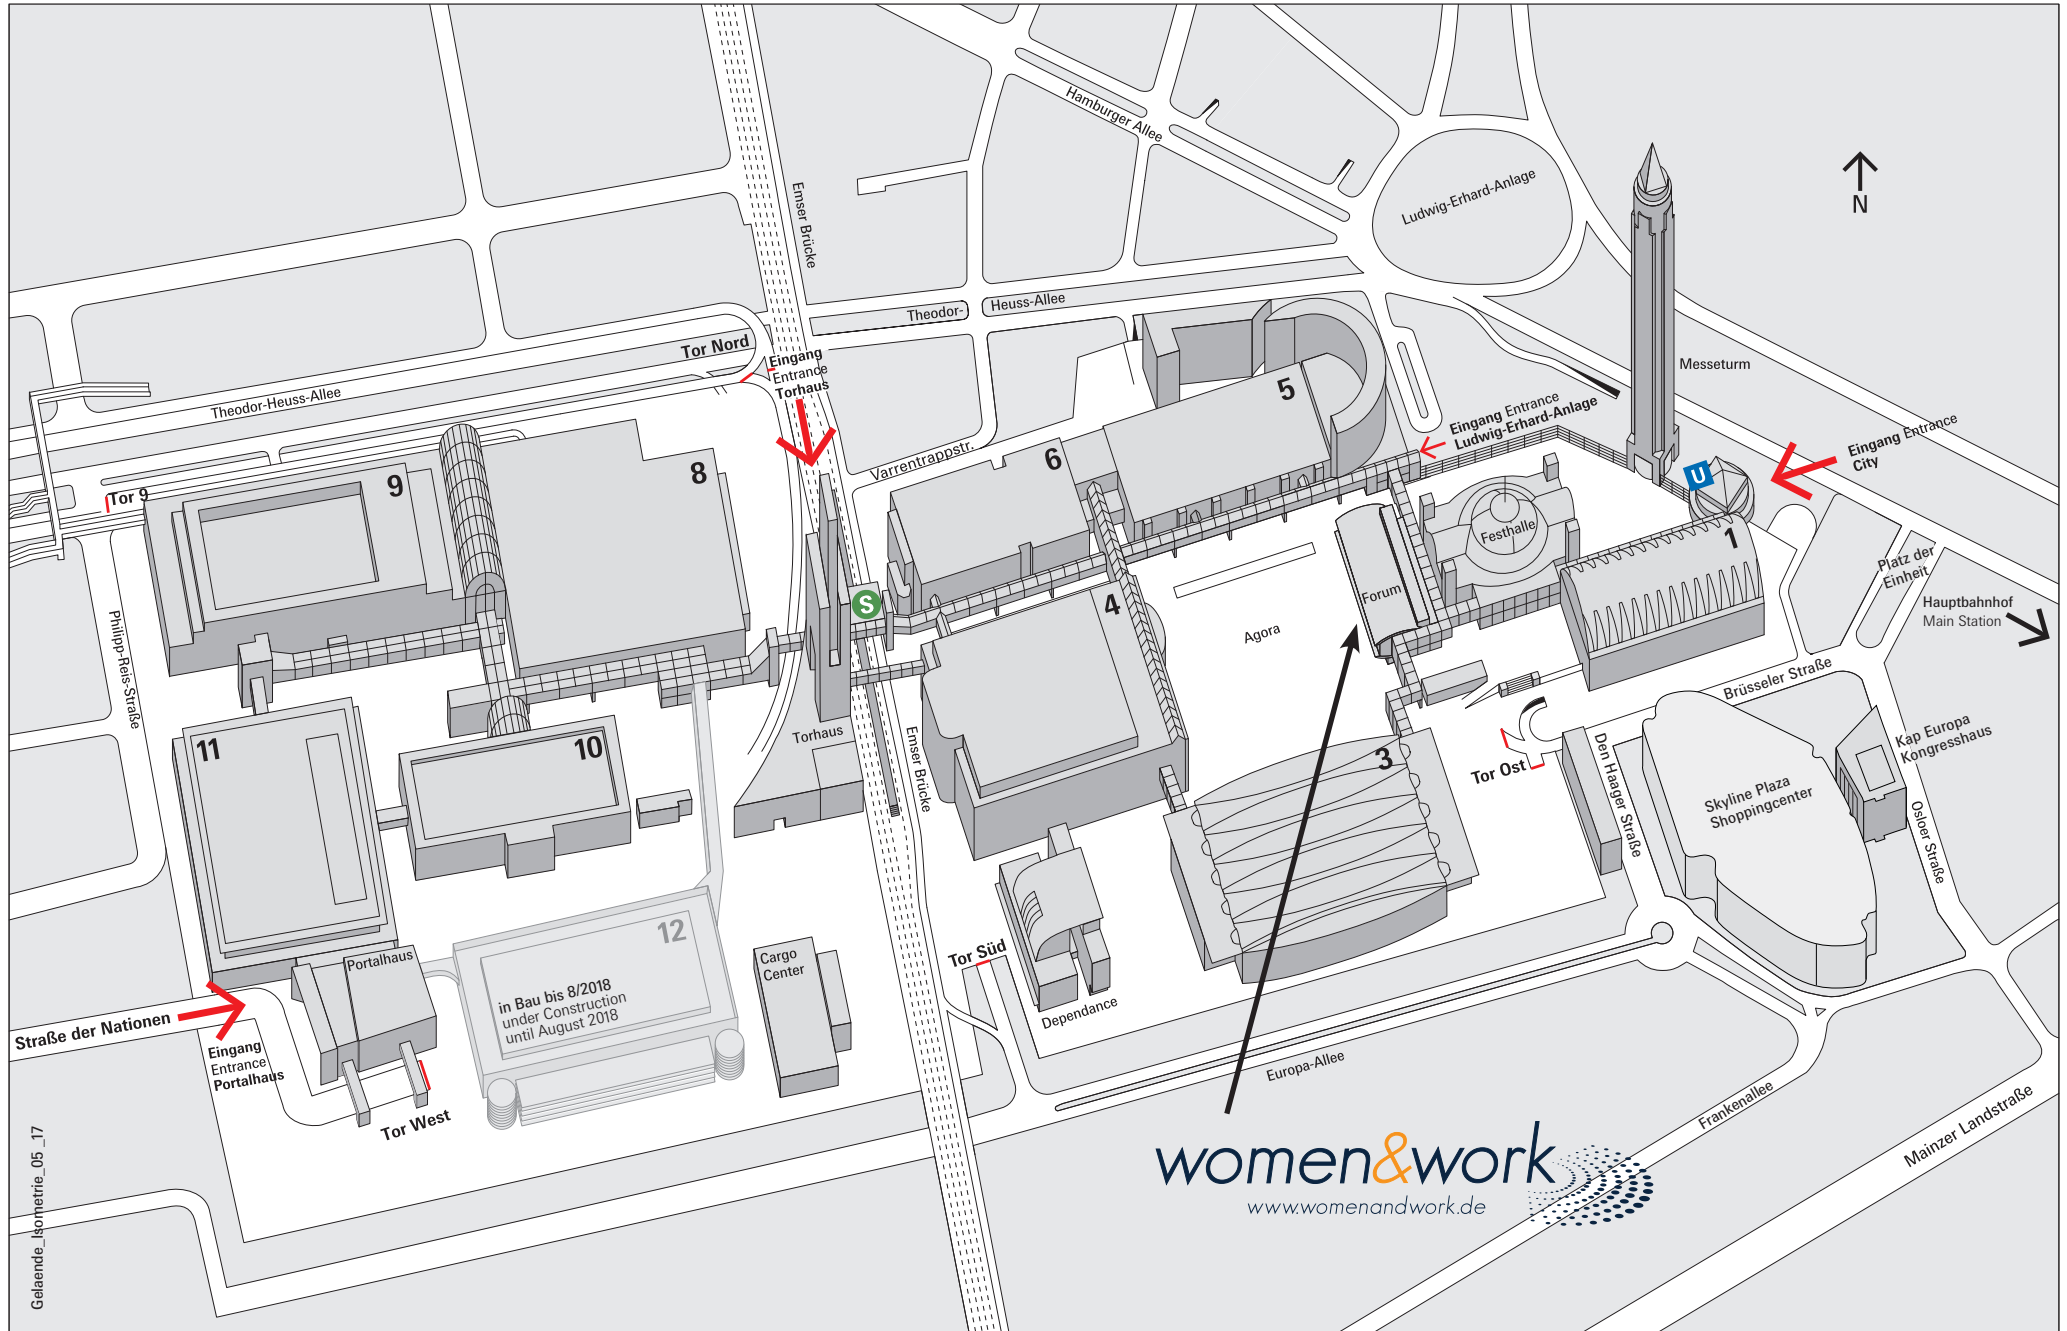 Hamburger Allee
Emser Brücke
Ludwig-Erhard-Anlage
N
Theodor-
Heuss-Allee
Tor Nord
Eingang
Entrance
Torhaus
Messeturm
Theodor-Heuss-Allee
5
Eingang Entrance
Ludwig-Erhard-Anlage
Eingang Entrance
City
Varrentrappstr.
6
8
9
Tor 9
U
Festhalle
1
Platz der
Einheit
Hauptbahnhof
Main Station
S
4
Forum
Agora
Philipp-Reis-Straße
Brüsseler Straße
Torhaus
Emser Brücke
11
10
3
Tor Ost
Den Haager Straße
Kap Europa
Kongresshaus
Skyline Plaza
Shoppingcenter
Osloer Straße
12
in Bau bis 8/2018
under Construction
until August 2018
Cargo
Center
Tor Süd
Portalhaus
Dependance
Straße der Nationen
Eingang
Entrance
Portalhaus
Tor West
Europa-Allee
Frankenallee
Mainzer Landstraße
women&work
www.womenandwork.de
Gelaende_Isometrie_05_17